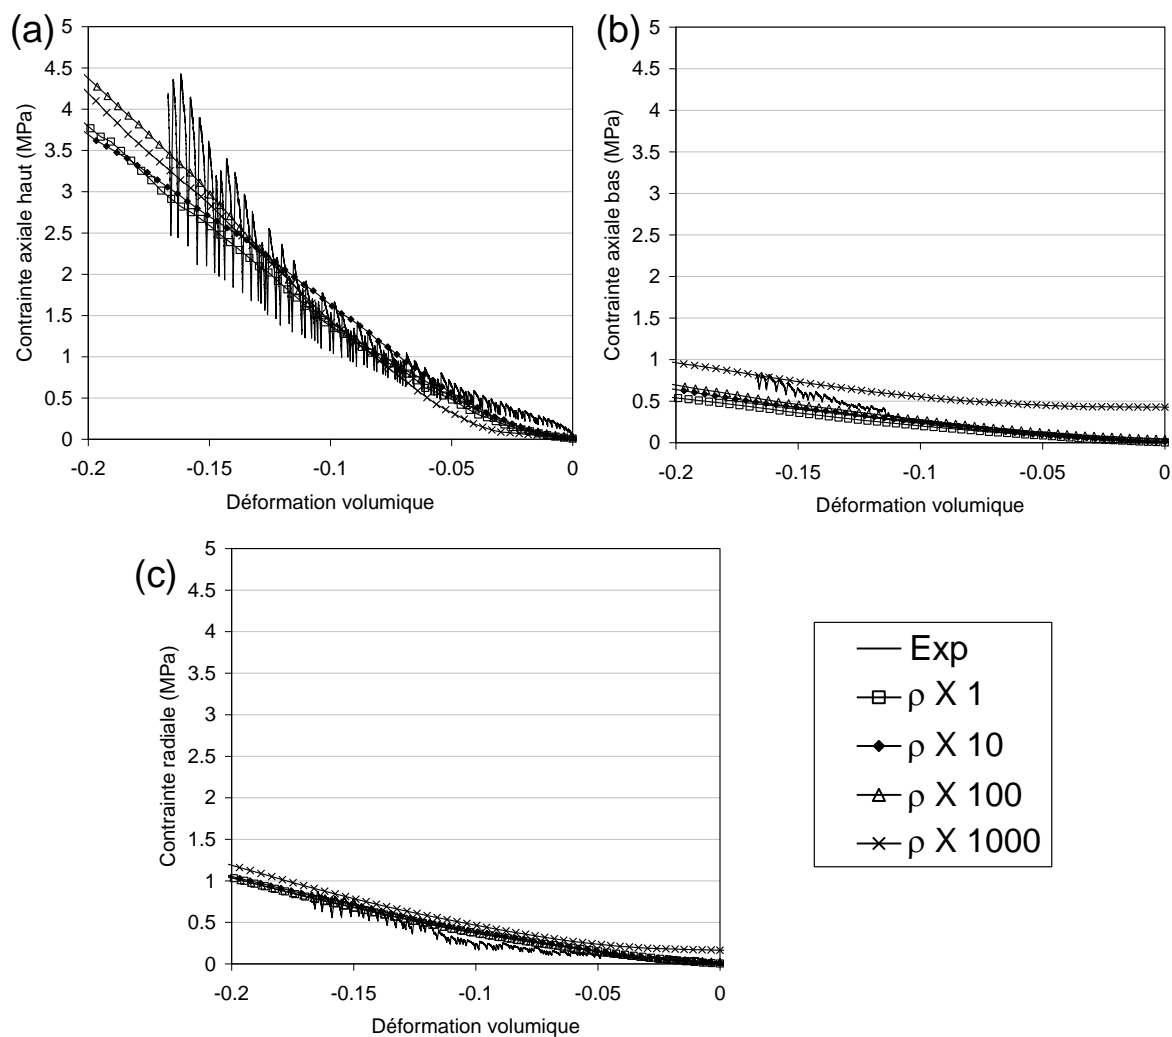 (a)
Contrainte axiale haut (MPa)
5
4.5
4
3.5
3
2.5
2
1.5
1
0.5
0
-0.2 -0.15 -0.1 -0.05 0
Déformation volumique
(b)
Contrainte axiale bas (MPa)
5
4.5
4
3.5
3
2.5
2
1.5
1
0.5
0
-0.2 -0.15 -0.1 -0.05 0
Déformation volumique
(c)
Contrainte radiale (MPa)
5
4.5
4
3.5
3
2.5
2
1.5
1
0.5
0
-0.2 -0.15 -0.1 -0.05 0
Déformation volumique
Exp
ρ X 1
ρ X 10
ρ X 100
ρ X 1000